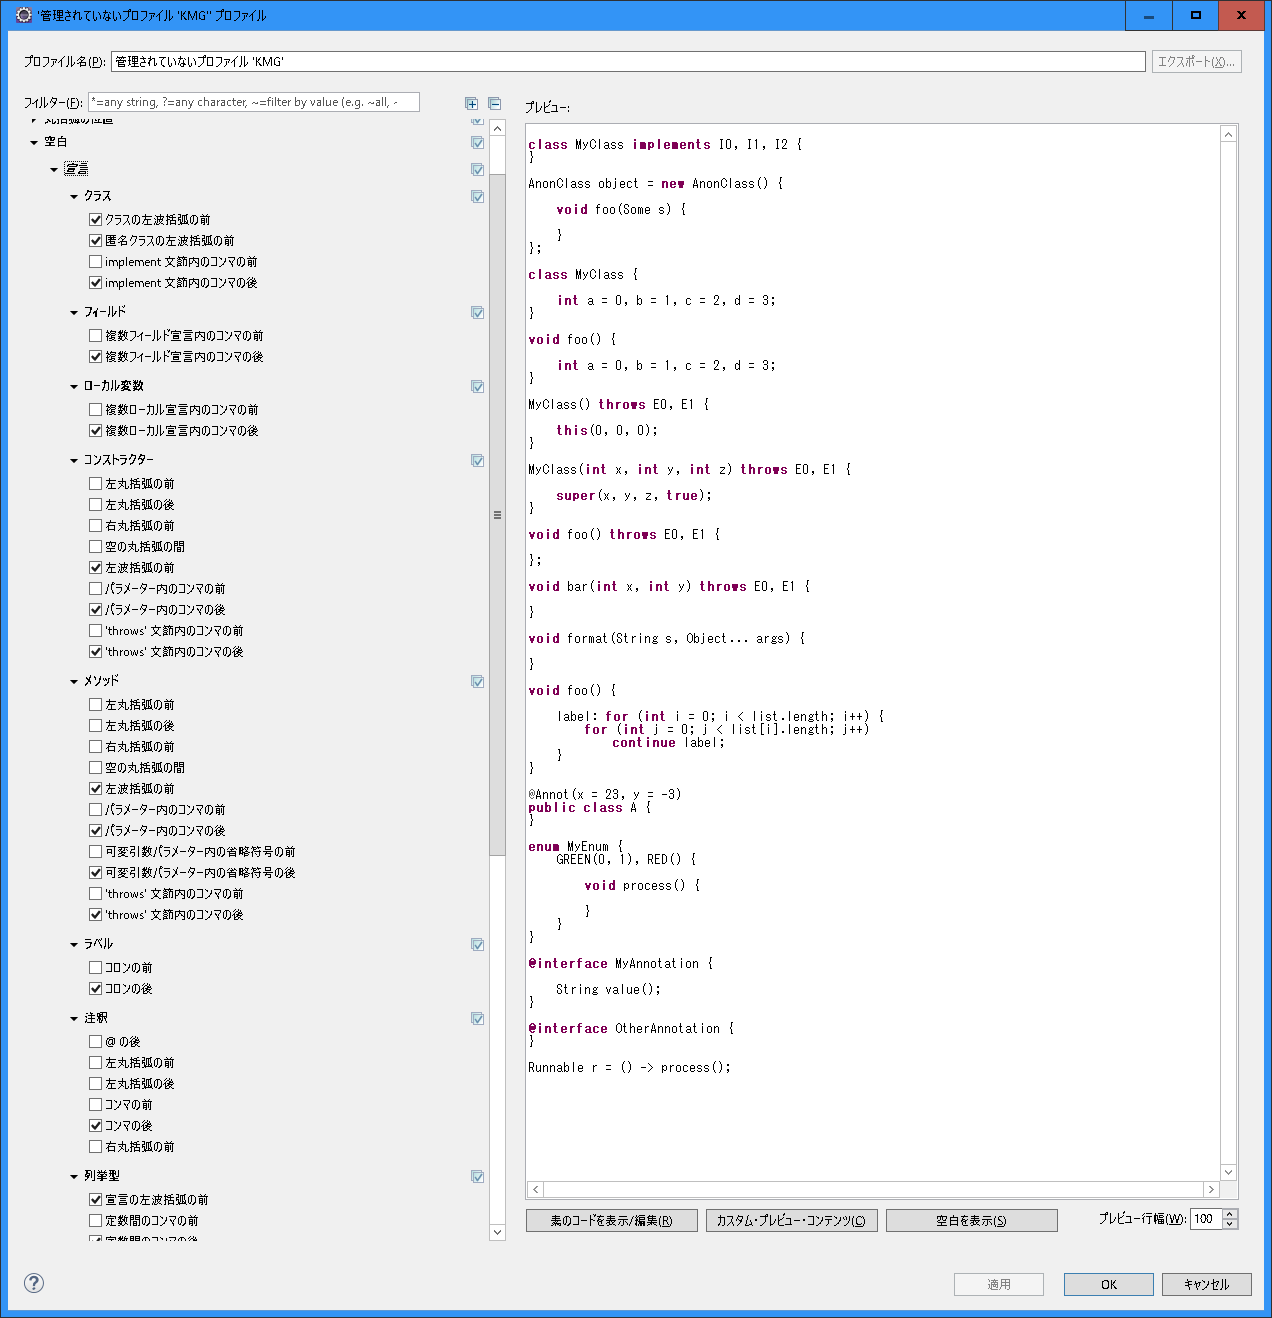 '管理されていないプロファイル 'KMG'' プロファイル
プロファイル名(P): 管理されていないプロファイル 'KMG' エクスポート(X)...
フィルター(F): *=any string, ?=any character, ~=filter by value (e.g. ~all, -
丸括弧の位置
空白
宣言
クラス
クラスの左波括弧の前
匿名クラスの左波括弧の前
implement 文節内のコンマの前
implement 文節内のコンマの後
フィールド
複数フィールド宣言内のコンマの前
複数フィールド宣言内のコンマの後
ローカル変数
複数ローカル宣言内のコンマの前
複数ローカル宣言内のコンマの後
コンストラクター
左丸括弧の前
左丸括弧の後
右丸括弧の前
空の丸括弧の間
左波括弧の前
パラメーター内のコンマの前
パラメーター内のコンマの後
'throws' 文節内のコンマの前
'throws' 文節内のコンマの後
メソッド
左丸括弧の前
左丸括弧の後
右丸括弧の前
空の丸括弧の間
左波括弧の前
パラメーター内のコンマの前
パラメーター内のコンマの後
可変引数パラメーター内の省略符号の前
可変引数パラメーター内の省略符号の後
'throws' 文節内のコンマの前
'throws' 文節内のコンマの後
ラベル
コロンの前
コロンの後
注釈
@ の後
左丸括弧の前
左丸括弧の後
コンマの前
コンマの後
右丸括弧の前
列挙型
宣言の左波括弧の前
定数間のコンマの前
定数間のコンマの後
プレビュー:
class MyClass implements I0, I1, I2 {
}
AnonClass object = new AnonClass() {
void foo(Some s) {
}
};
class MyClass {
int a = 0, b = 1, c = 2, d = 3;
}
void foo() {
int a = 0, b = 1, c = 2, d = 3;
}
MyClass() throws E0, E1 {
this(0, 0, 0);
}
MyClass(int x, int y, int z) throws E0, E1 {
super(x, y, z, true);
}
void foo() throws E0, E1 {
};
void bar(int x, int y) throws E0, E1 {
}
void format(String s, Object... args) {
}
void foo() {
label: for (int i = 0; i < list.length; i++) {
for (int j = 0; j < list[i].length; j++)
continue label;
}
}
@Annot(x = 23, y = -3)
public class A {
}
enum MyEnum {
GREEN(0, 1), RED() {
void process() {
}
}
}
@interface MyAnnotation {
String value();
}
@interface OtherAnnotation {
}
Runnable r = () -> process();
素のコードを表示/編集(R) カスタム・プレビュー・コンテンツ(C) 空白を表示(S) プレビュー行幅(W): 100
適用 OK キャンセル